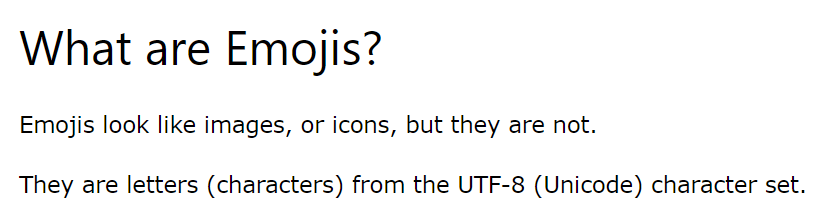 What are Emojis?
Emojis look like images, or icons, but they are not.
They are letters (characters) from the UTF-8 (Unicode) character set.